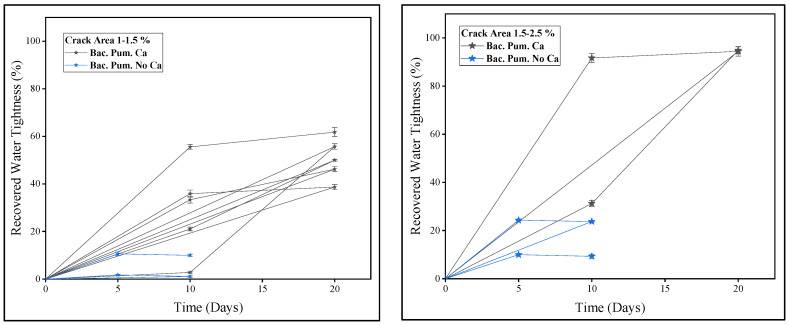 Crack Area 1-1.5 %
Bac. Pum. Ca
Bac. Pum. No Ca
Recovered Water Tightness (%)
100
80
60
40
20
0
0 5 10 15 20
Time (Days)
Crack Area 1.5-2.5 %
Bac. Pum. Ca
Bac. Pum. No Ca
Recovered Water Tightness (%)
100
80
60
40
20
0
0 5 10 15 20
Time (Days)